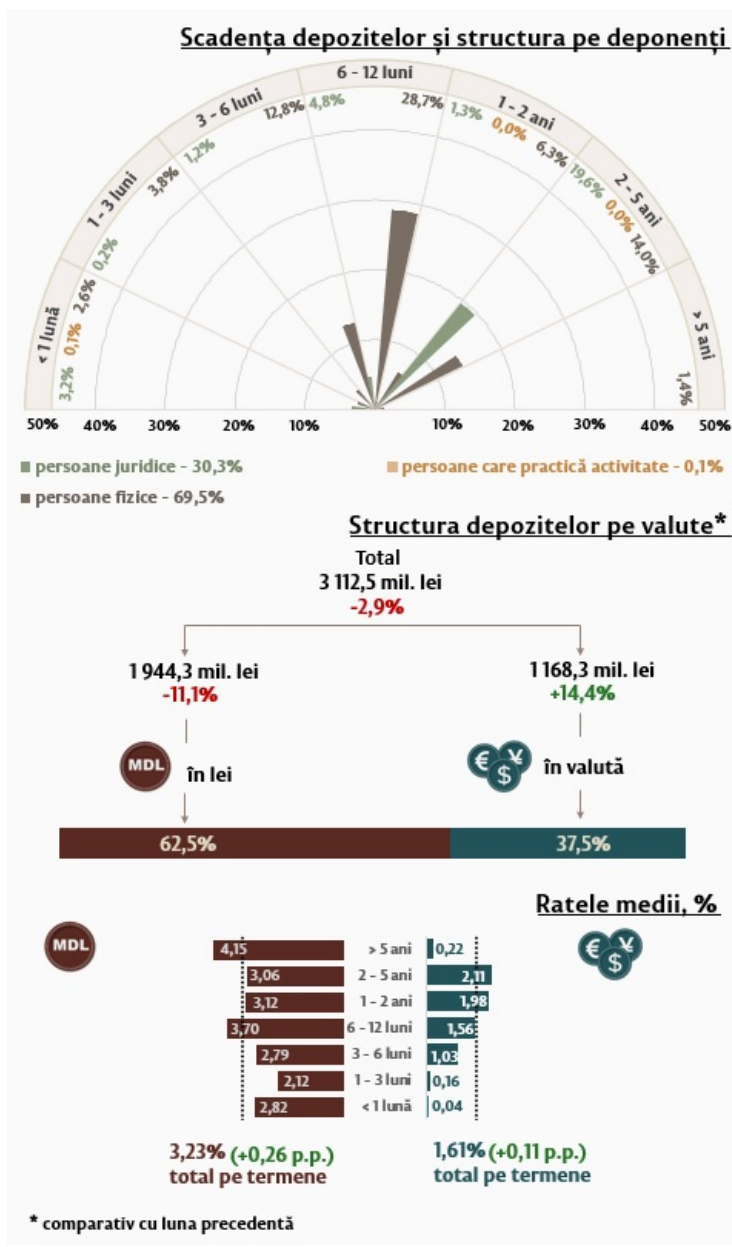 Scadența depozitelor și structura pe deponenți
< 1 lună
1 - 3 luni
3 - 6 luni
6 - 12 luni
1 - 2 ani
2 - 5 ani
> 5 ani
3,2% 0,1% 2,6%
0,2% 3,8%
1,2% 12,8%
4,8% 28,7%
1,3% 0,0% 6,3%
19,6% 0,0% 14,0%
1,4%
50% 40% 30% 20% 10% 10% 20% 30% 40% 50%
persoane juridice - 30,3%
persoane care practică activitate - 0,1%
persoane fizice - 69,5%
Structura depozitelor pe valute*
Total
3 112,5 mil. lei
-2,9%
1 944,3 mil. lei
-11,1%
1 168,3 mil. lei
+14,4%
MDL
în lei
€ ¥ $
în valută
62,5% 37,5%
Ratele medii, %
MDL
€ ¥ $
4,15 > 5 ani 0,22
3,06 2 - 5 ani 2,11
3,12 1 - 2 ani 1,98
3,70 6 - 12 luni 1,56
2,79 3 - 6 luni 1,03
2,12 1 - 3 luni 0,16
2,82 < 1 lună 0,04
3,23% (+0,26 p.p.)
total pe termene
1,61% (+0,11 p.p.)
total pe termene
* comparativ cu luna precedentă